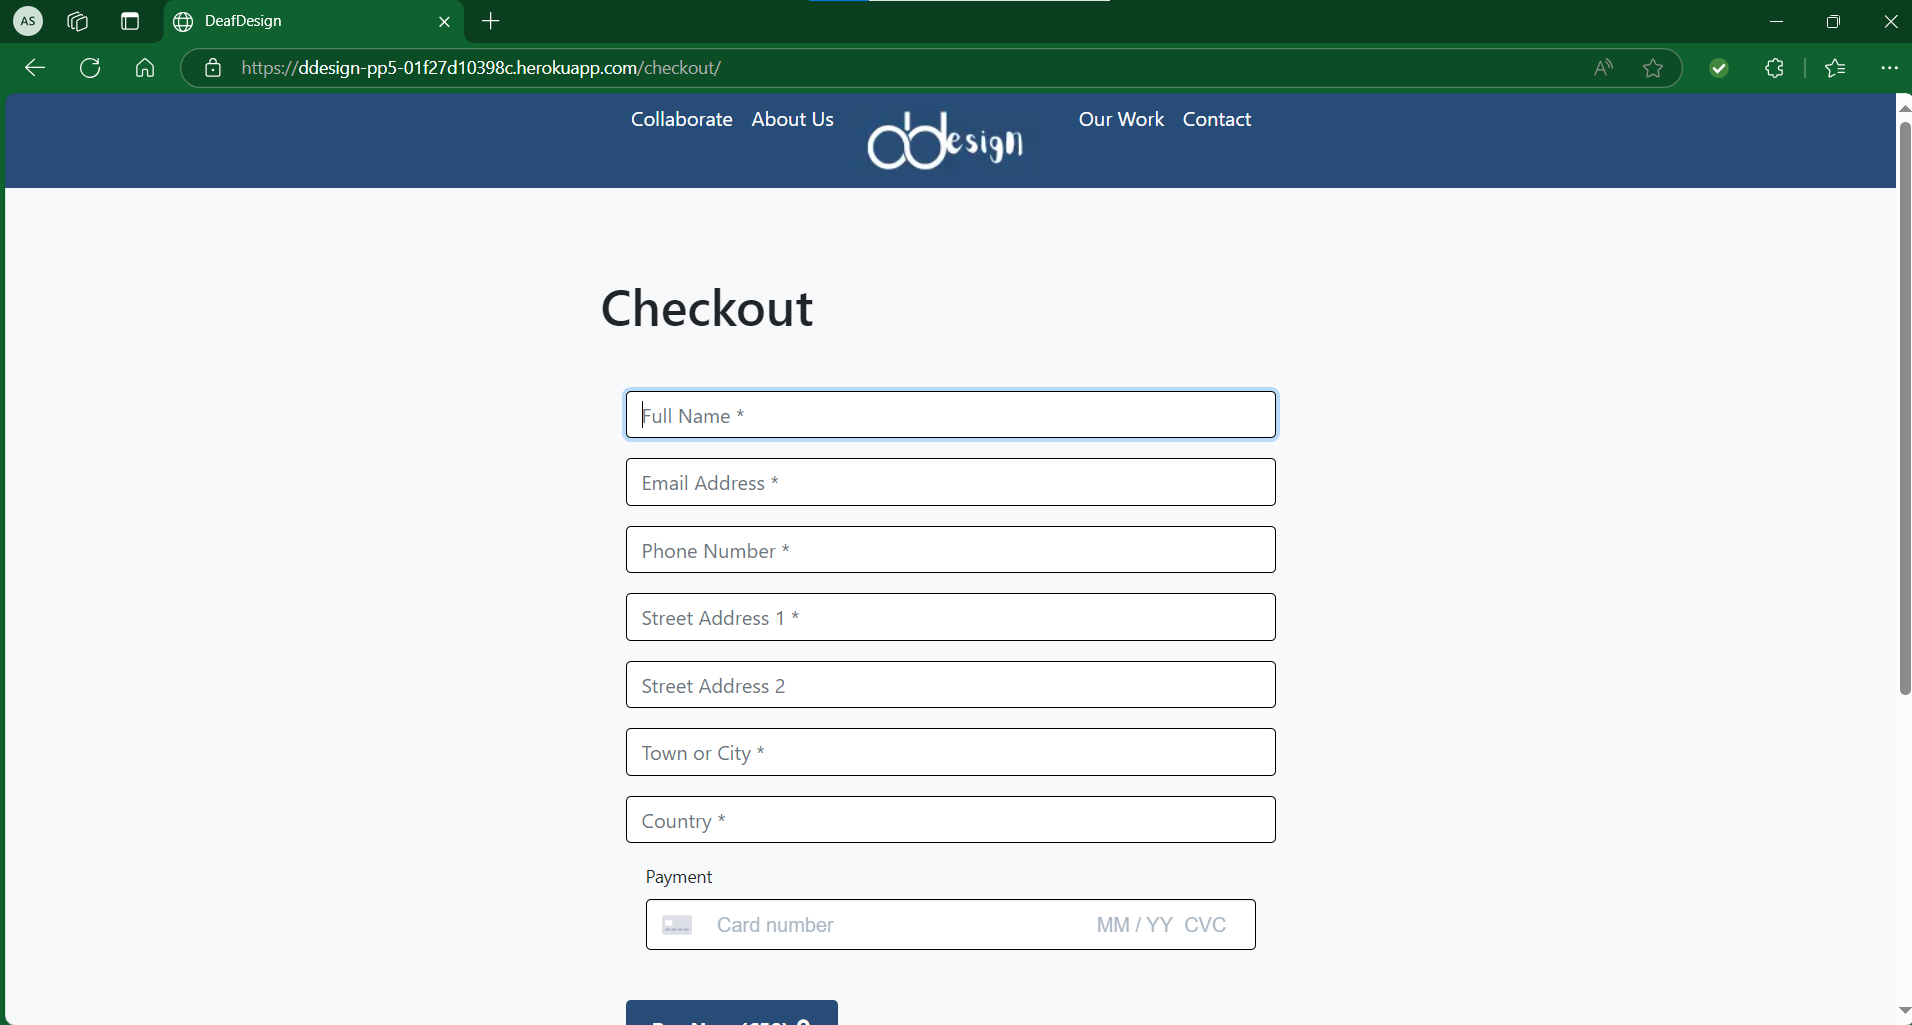 AS
DeafDesign
https://ddesign-pp5-01f27d10398c.herokuapp.com/checkout/
Collaborate About Us dDesign Our Work Contact
Checkout
Full Name *
Email Address *
Phone Number *
Street Address 1 *
Street Address 2
Town or City *
Country *
Payment
Card number MM / YY CVC